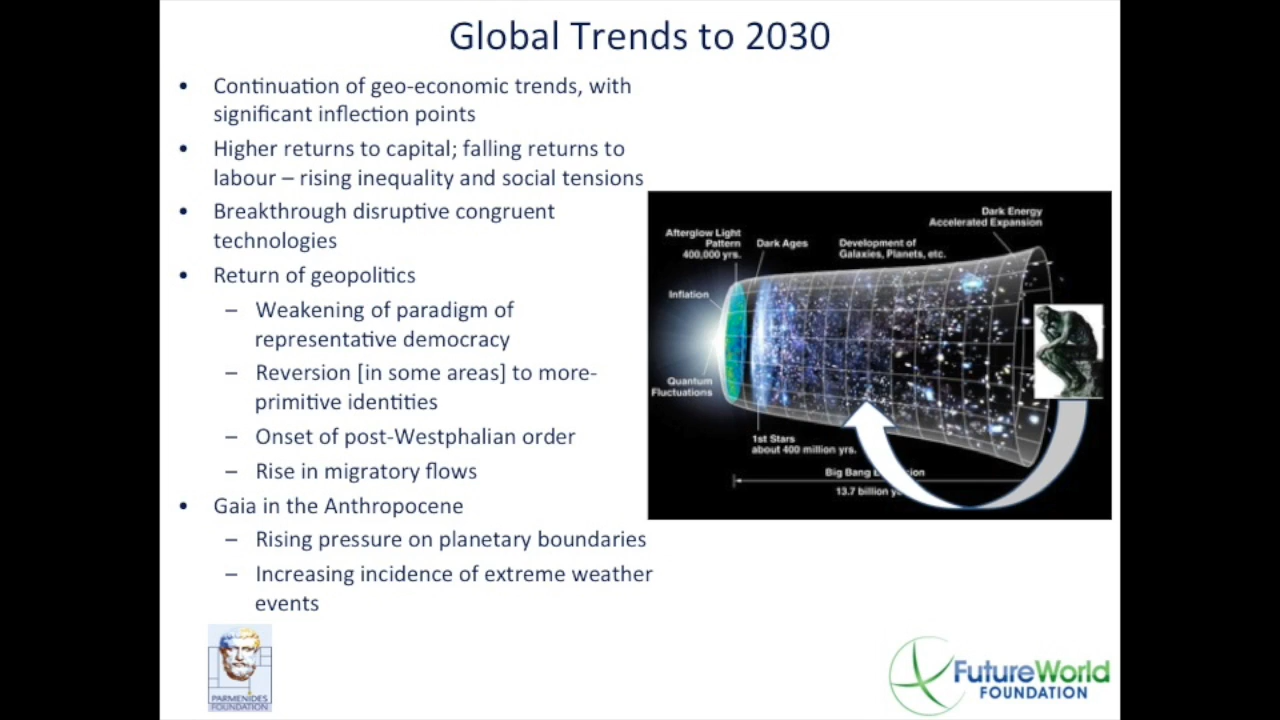 Global Trends to 2030
• Continuation of geo-economic trends, with
significant inflection points
• Higher returns to capital; falling returns to
labour – rising inequality and social tensions
• Breakthrough disruptive congruent
technologies
• Return of geopolitics
– Weakening of paradigm of
representative democracy
– Reversion [in some areas] to more-
primitive identities
– Onset of post-Westphalian order
– Rise in migratory flows
• Gaia in the Anthropocene
– Rising pressure on planetary boundaries
– Increasing incidence of extreme weather
events
Dark Energy
Accelerated Expansion
Afterglow Light
Pattern
400,000 yrs.
Dark Ages
Development of
Galaxies, Planets, etc.
Inflation
Quantum
Fluctuations
1st Stars
about 400 million yrs.
Big Bang
13.7 billion
PARMENIDES
FOUNDATION
FutureWorld
FOUNDATION